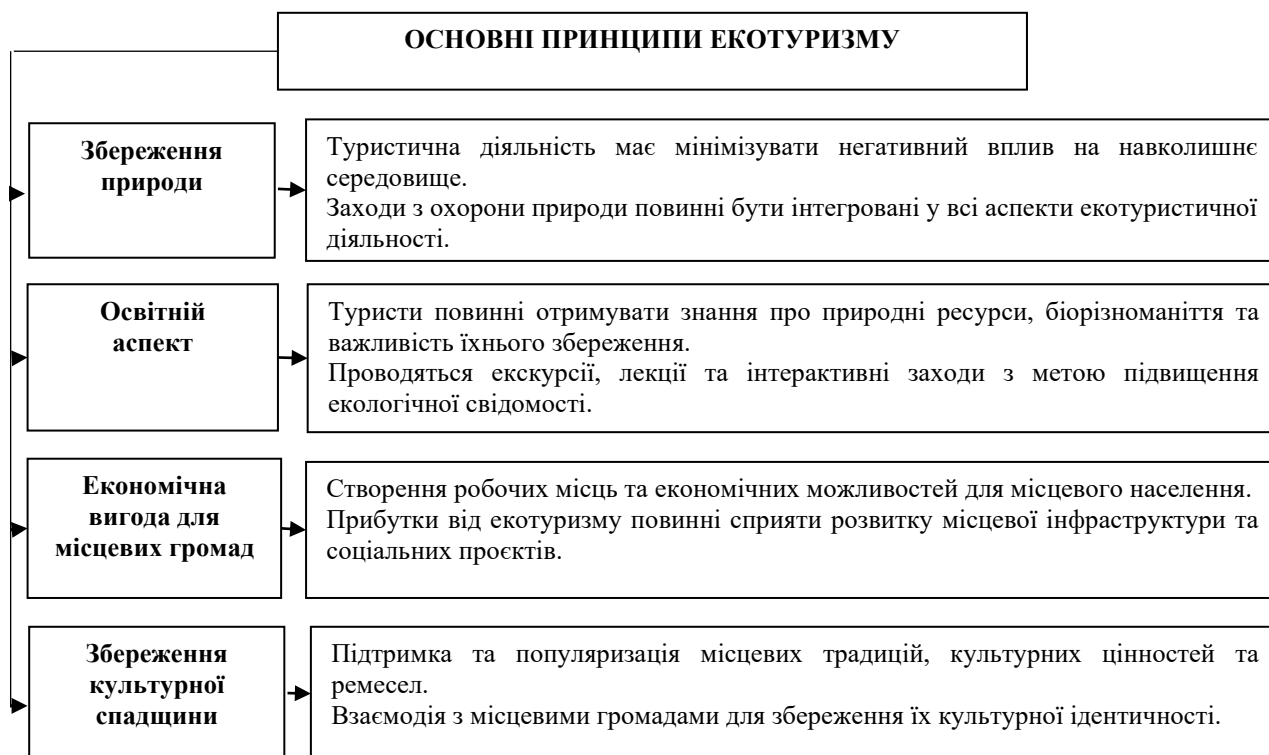 ОСНОВНІ ПРИНЦИПИ ЕКОТУРИЗМУ
Збереження
природи
Туристична діяльність має мінімізувати негативний вплив на навколишнє
середовище.
Заходи з охорони природи повинні бути інтегровані у всі аспекти екотуристичної
діяльності.
Освітній
аспект
Туристи повинні отримувати знання про природні ресурси, біорізноманіття та
важливість їхнього збереження.
Проводяться екскурсії, лекції та інтерактивні заходи з метою підвищення
екологічної свідомості.
Економічна
вигода для
місцевих громад
Створення робочих місць та економічних можливостей для місцевого населення.
Прибутки від екотуризму повинні сприяти розвитку місцевої інфраструктури та
соціальних проєктів.
Збереження
культурної
спадщини
Підтримка та популяризація місцевих традицій, культурних цінностей та
ремесел.
Взаємодія з місцевими громадами для збереження їх культурної ідентичності.